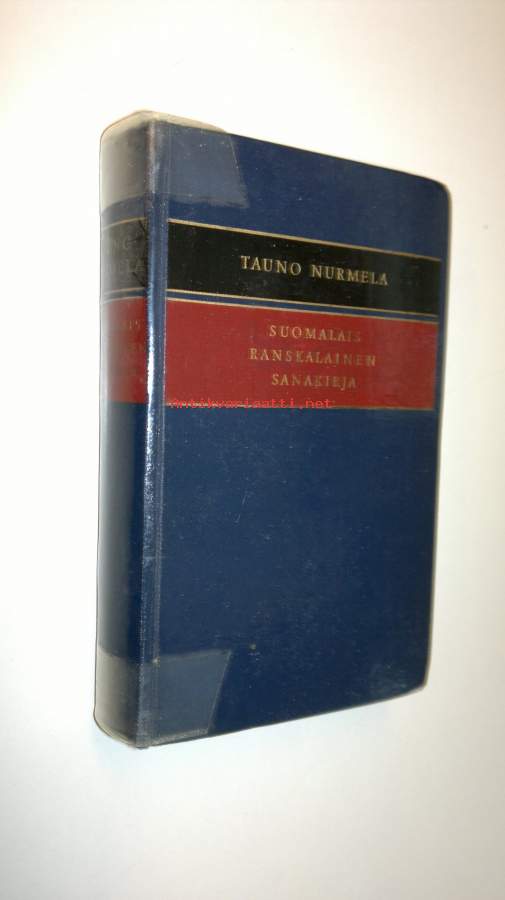 TAUNO NURMELA
SUOMALAIS
RANSKALAINEN
SANAKIRJA
Antikvariaatti.net